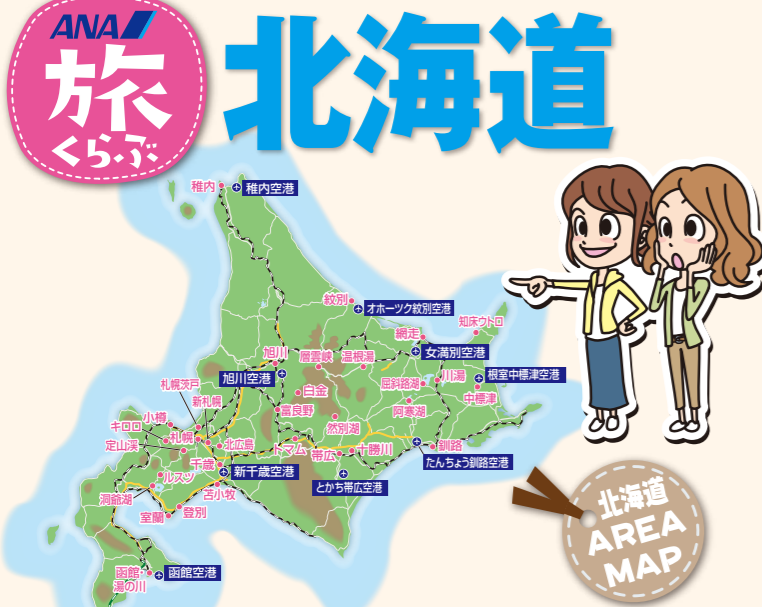 ANA
旅
くらぶ
北海道
稚内
稚内空港
紋別
オホーツク紋別空港
網走
知床ウトロ
女満別空港
旭川
層雲峡
温根湯
旭川空港
屈斜路湖
川湯
根室中標津空港
中標津
札幌茨戸
新札幌
白金
富良野
阿寒湖
然別湖
小樽
キロロ
定山渓
札幌
北広島
千歳
新千歳空港
トマム
帯広
十勝川
釧路
たんちょう釧路空港
とかち帯広空港
ルスツ
洞爺湖
苫小牧
登別
室蘭
函館・
湯の川
函館空港
北海道
AREA
MAP